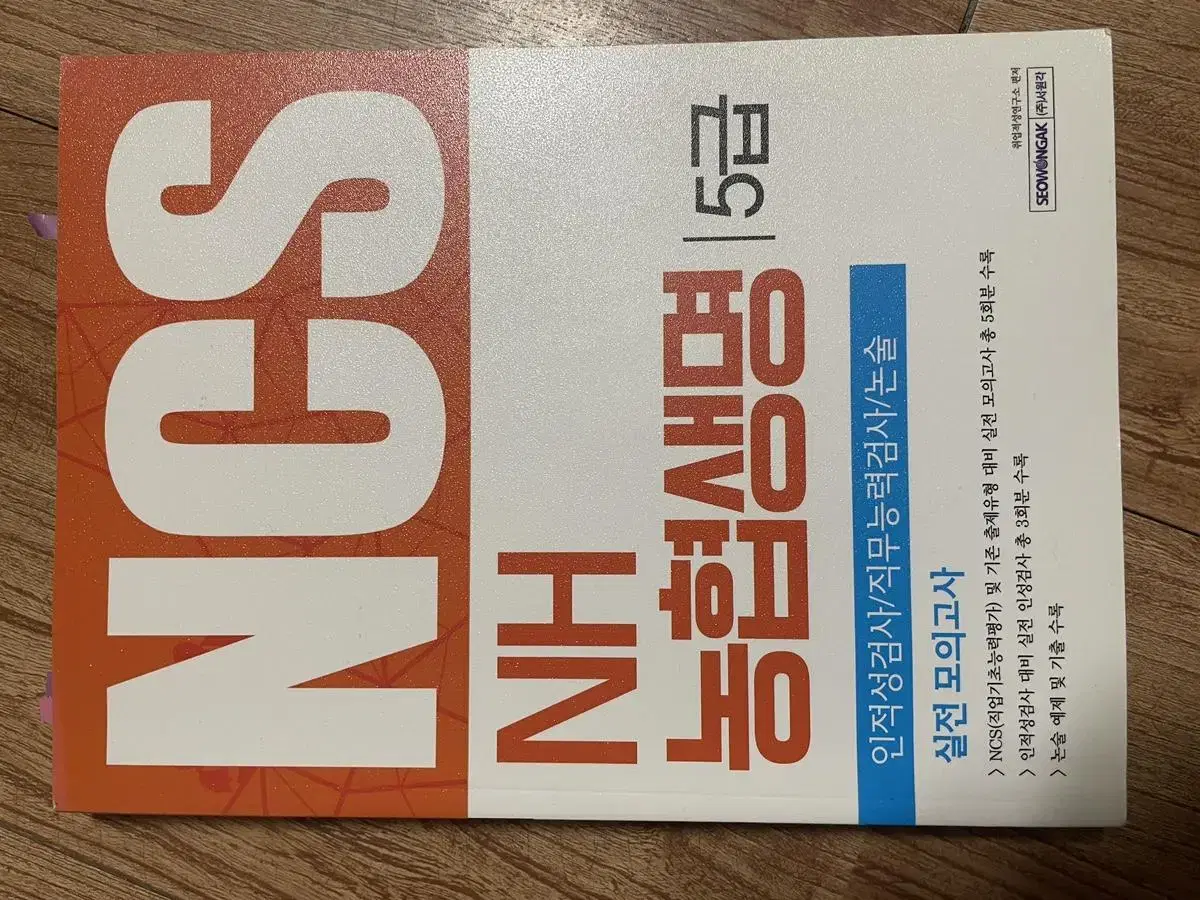 NCS
NH
농협생명 | 5급
인적성검사/직무능력검사/논술
실전 모의고사
> NCS(직업기초능력평가) 및 기존 출제유형 대비 실전 모의고사 총 5회분 수록
> 인적성검사 대비 실전 인성검사 총 3회분 수록
> 논술 예제 및 기출 수록
취업적성연구소 편저
SEOWONGAK (주)서원각